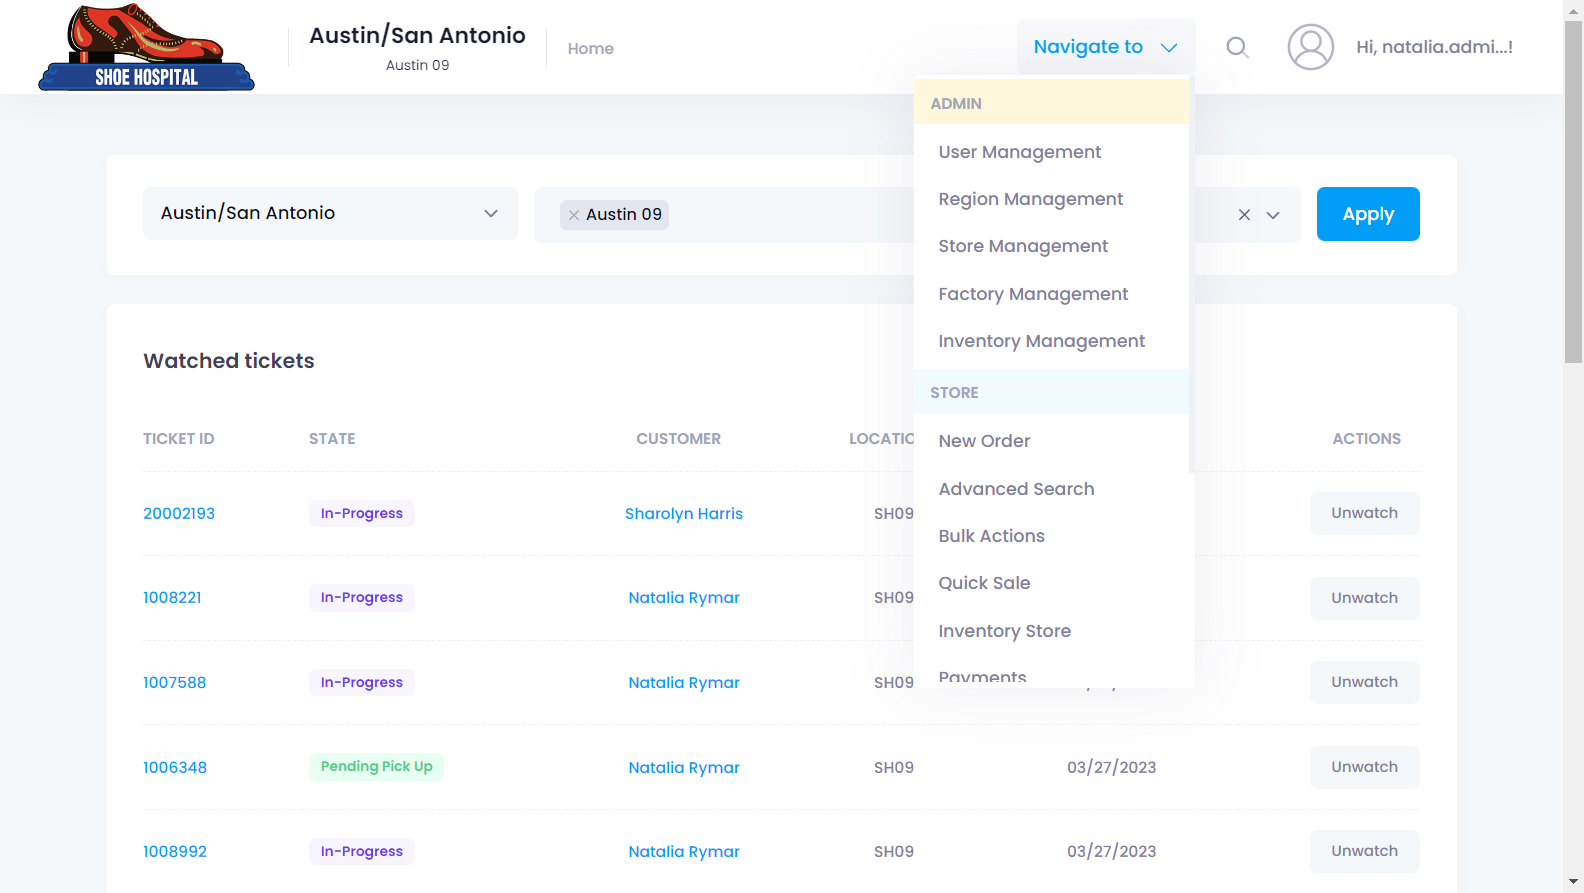 SHOE HOSPITAL
Austin/San Antonio
Austin 09
Home
Navigate to
Hi, natalia.admi...!
ADMIN
User Management
Region Management
Store Management
Factory Management
Inventory Management
STORE
New Order
Advanced Search
Bulk Actions
Quick Sale
Inventory Store
Payments
Austin/San Antonio
Austin 09
Apply
Watched tickets
TICKET ID STATE CUSTOMER LOCATIO ACTIONS
20002193 In-Progress Sharolyn Harris SH09 Unwatch
1008221 In-Progress Natalia Rymar SH09 Unwatch
1007588 In-Progress Natalia Rymar SH09 Unwatch
1006348 Pending Pick Up Natalia Rymar SH09 03/27/2023 Unwatch
1008992 In-Progress Natalia Rymar SH09 03/27/2023 Unwatch